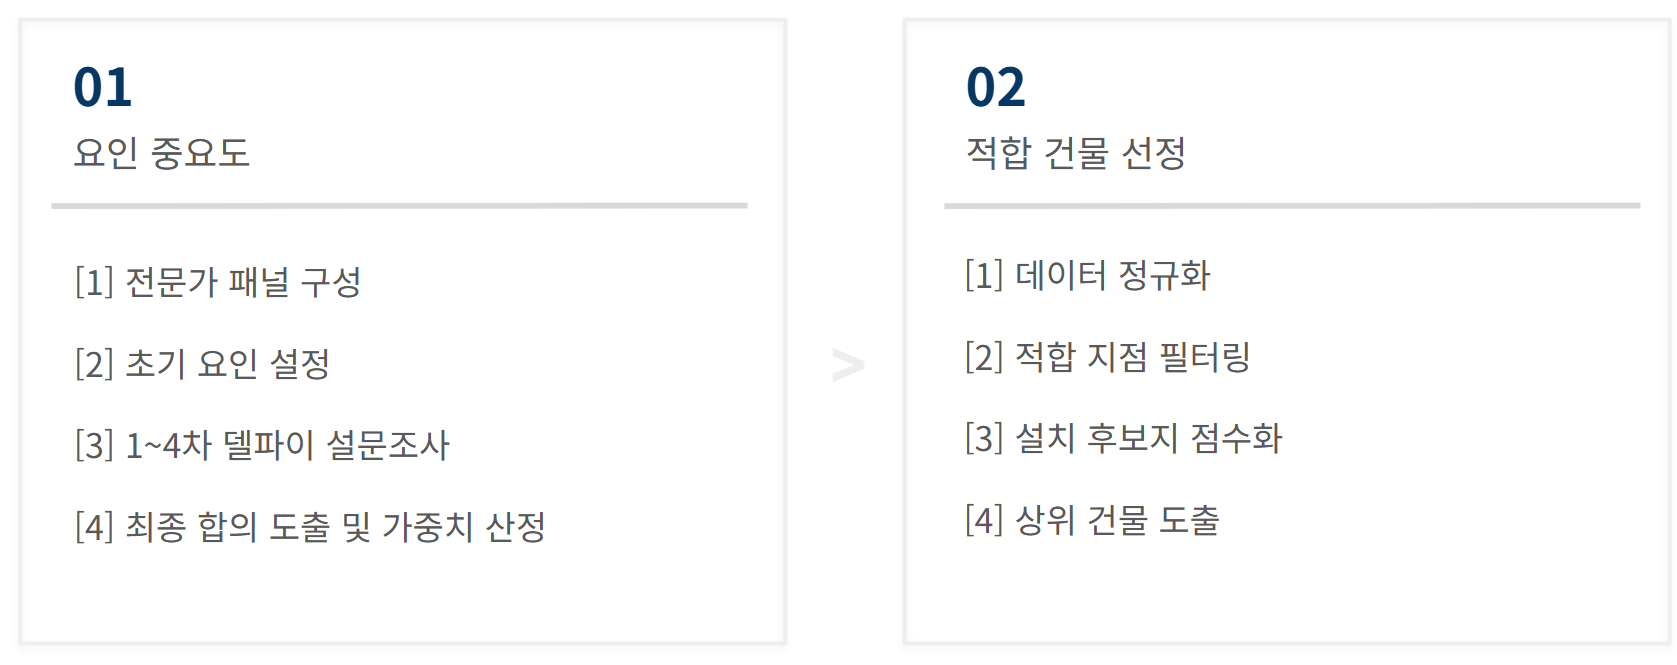 01
요인 중요도
[1] 전문가 패널 구성
[2] 초기 요인 설정
[3] 1~4차 델파이 설문조사
[4] 최종 합의 도출 및 가중치 산정
>
02
적합 건물 선정
[1] 데이터 정규화
[2] 적합 지점 필터링
[3] 설치 후보지 점수화
[4] 상위 건물 도출